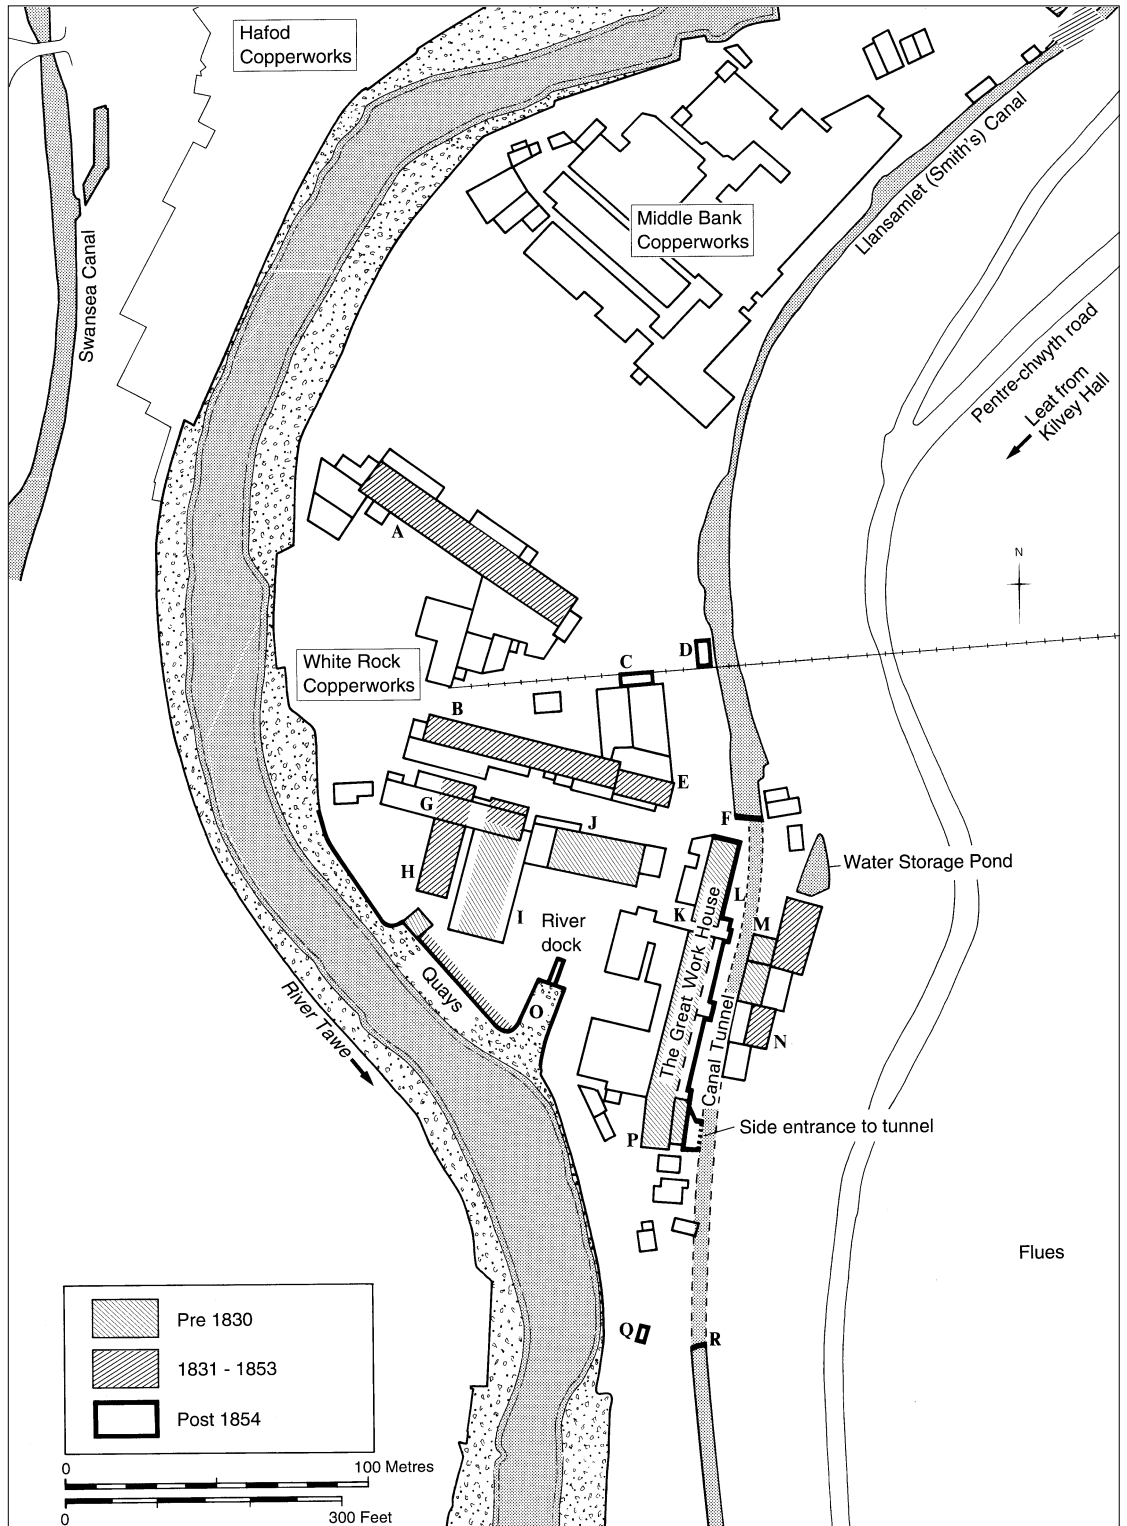 Hafod
Copperworks
Swansea Canal
Middle Bank
Copperworks
Llansamlet (Smith's) Canal
Pentre-chwyth road
Leat from
Kilvey Hall
A
N
White Rock
Copperworks
C
D
B
E
G
J
F
H
I
K
L
Water Storage Pond
River
dock
M
Quays
O
The Great Work House
Canal Tunnel
N
River Tawe
P
Side entrance to tunnel
Flues
Q
R
Pre 1830
1831 - 1853
Post 1854
0
100 Metres
0
300 Feet